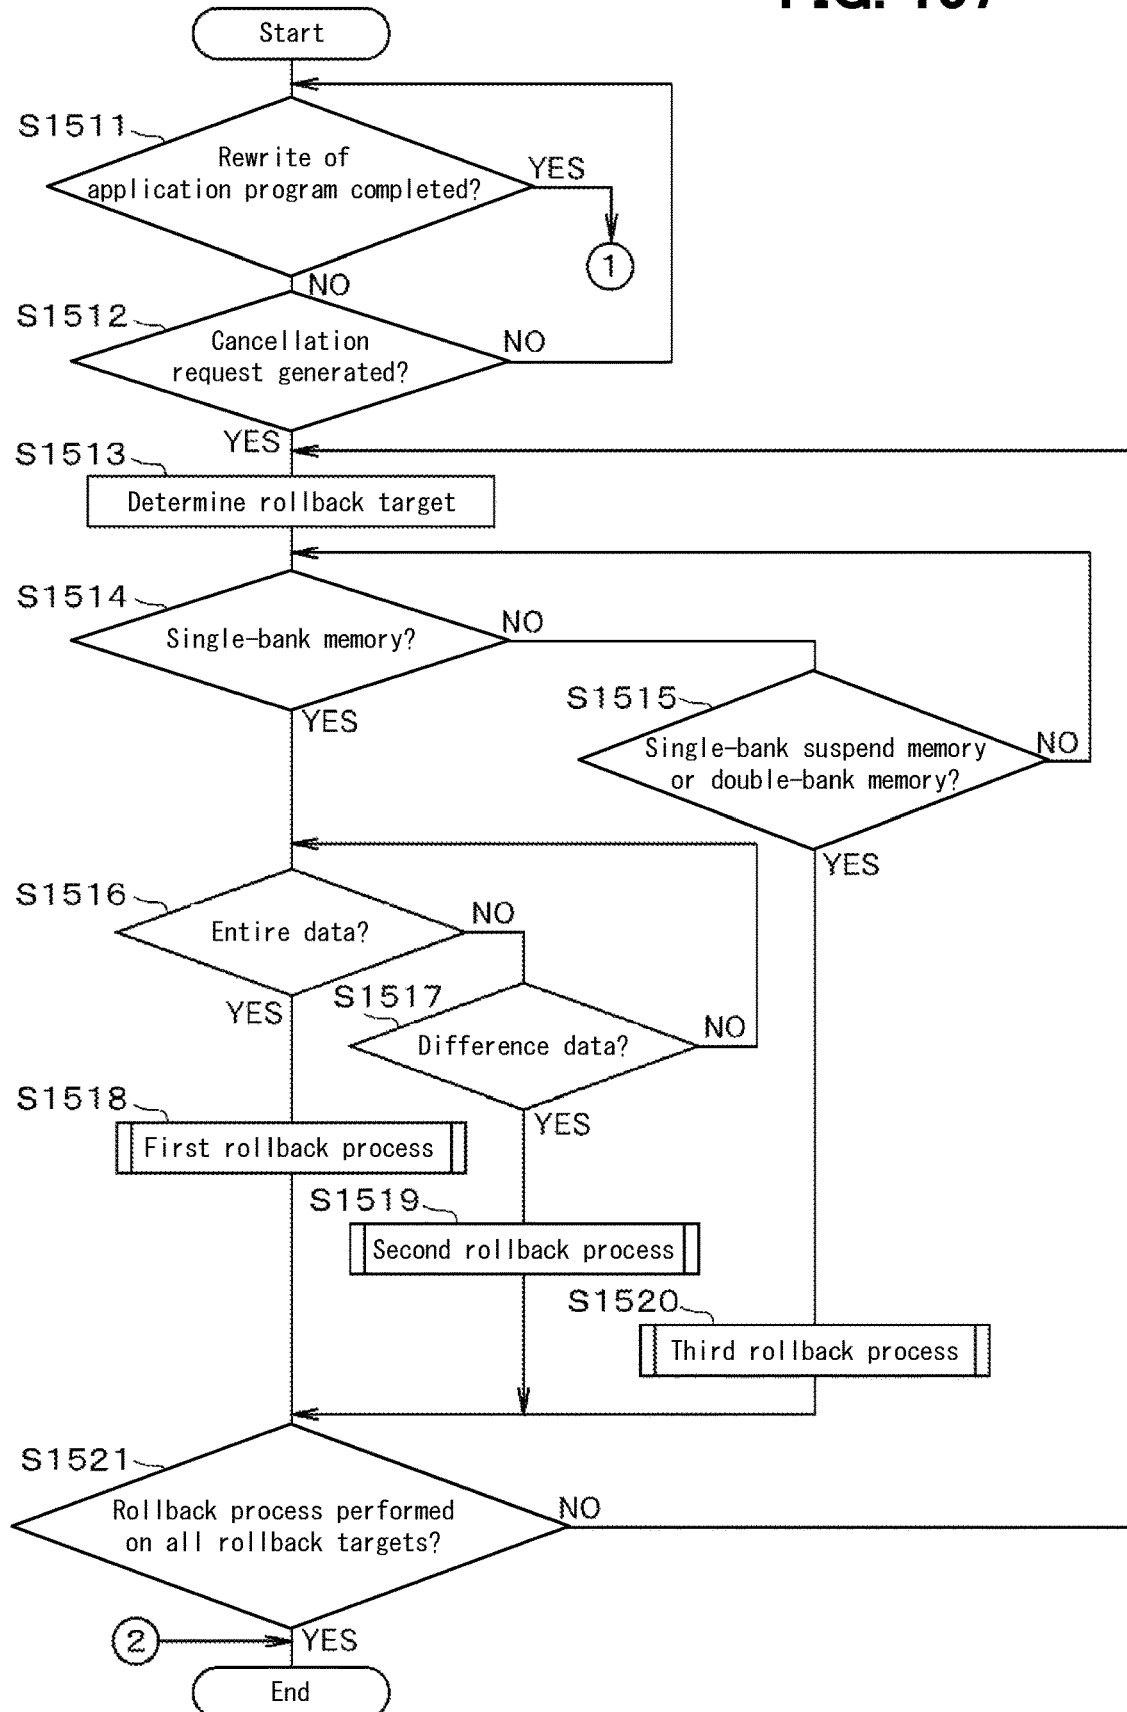 Start
S1511
Rewrite of
application program completed?
YES
1
NO
S1512
Cancellation
request generated?
NO
YES
S1513
Determine rollback target
S1514
Single-bank memory?
NO
YES
S1515
Single-bank suspend memory
or double-bank memory?
NO
YES
S1516
Entire data?
NO
YES
S1517
Difference data?
NO
YES
S1518
First rollback process
S1519
Second rollback process
S1520
Third rollback process
S1521
Rollback process performed
on all rollback targets?
NO
2
YES
End